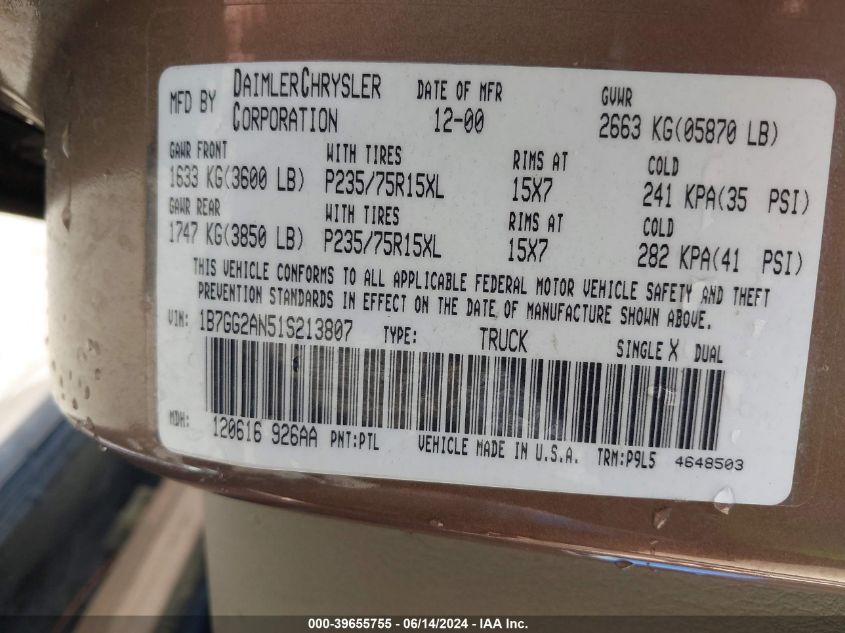 MFD BY DAIMLERCHRYSLER CORPORATION DATE OF MFR 12-00 GVWR 2663 KG(05870 LB)
GAWR FRONT WITH TIRES RIMS AT COLD
1633 KG(3600 LB) P235/75R15XL 15X7 241 KPA(35 PSI)
GAWR REAR WITH TIRES RIMS AT COLD
1747 KG(3850 LB) P235/75R15XL 15X7 282 KPA(41 PSI)
THIS VEHICLE CONFORMS TO ALL APPLICABLE FEDERAL MOTOR VEHICLE SAFETY AND THEFT
PREVENTION STANDARDS IN EFFECT ON THE DATE OF MANUFACTURE SHOWN ABOVE.
VIN: 1B7GG2AN51S213807 TYPE: TRUCK SINGLE X DUAL
MDH: 120616 926AA PNT:PTL VEHICLE MADE IN U.S.A. TRM:P9L5 4648503
000-39655755 - 06/14/2024 - IAA Inc.